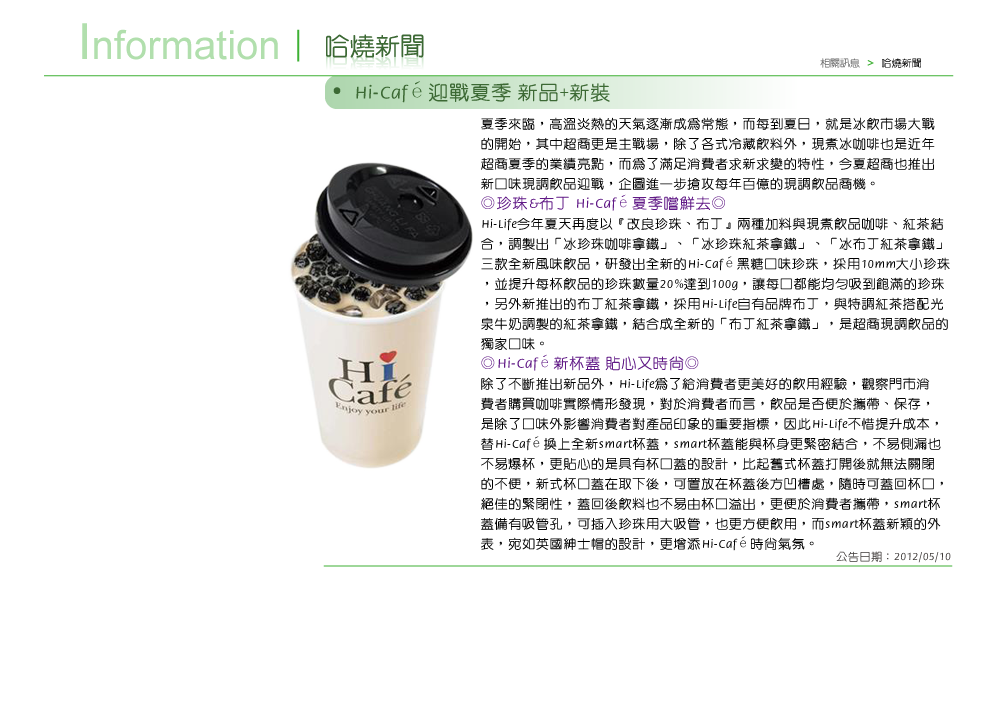 Information
哈燒新聞
相關訊息 > 哈燒新聞
• Hi-Café 迎戰夏季 新品+新裝
夏季來臨，高溫炎熱的天氣逐漸成為常態，而每到夏日，就是冰飲市場大戰
的開始，其中超商更是主戰場，除了各式冷藏飲料外，現煮冰咖啡也是近年
超商夏季的業績亮點，而為了滿足消費者求新求變的特性，今夏超商也推出
新口味現調飲品迎戰，企圖進一步搶攻每年百億的現調飲品商機。
◎珍珠&布丁 Hi-Café 夏季嚐鮮去◎
Hi-Life今年夏天再度以『改良珍珠、布丁』兩種加料與現煮飲品咖啡、紅茶結
合，調製出「冰珍珠咖啡拿鐵」、「冰珍珠紅茶拿鐵」、「冰布丁紅茶拿鐵」
三款全新風味飲品，研發出全新的Hi-Café 黑糖口味珍珠，採用10mm大小珍珠
，並提升每杯飲品的珍珠數量20%達到100g，讓每口都能均勻吸到飽滿的珍珠
，另外新推出的布丁紅茶拿鐵，採用Hi-Life自有品牌布丁，與特調紅茶搭配光
泉牛奶調製的紅茶拿鐵，結合成全新的「布丁紅茶拿鐵」，是超商現調飲品的
獨家口味。
◎Hi-Café 新杯蓋 貼心又時尚◎
除了不斷推出新品外，Hi-Life為了給消費者更美好的飲用經驗，觀察門市消
費者購買咖啡實際情形發現，對於消費者而言，飲品是否便於攜帶、保存，
是除了口味外影響消費者對產品印象的重要指標，因此Hi-Life不惜提升成本，
替Hi-Café 換上全新smart杯蓋，smart杯蓋能與杯身更緊密結合，不易側漏也
不易爆杯，更貼心的是具有杯口蓋的設計，比起舊式杯蓋打開後就無法關閉
的不便，新式杯口蓋在取下後，可置放在杯蓋後方凹槽處，隨時可蓋回杯口，
絕佳的緊閉性，蓋回後飲料也不易由杯口溢出，更便於消費者攜帶，smart杯
蓋備有吸管孔，可插入珍珠用大吸管，也更方便飲用，而smart杯蓋新穎的外
表，宛如英國紳士帽的設計，更增添Hi-Café 時尚氣氛。
公告日期：2012/05/10
Hi
Café
Enjoy your life